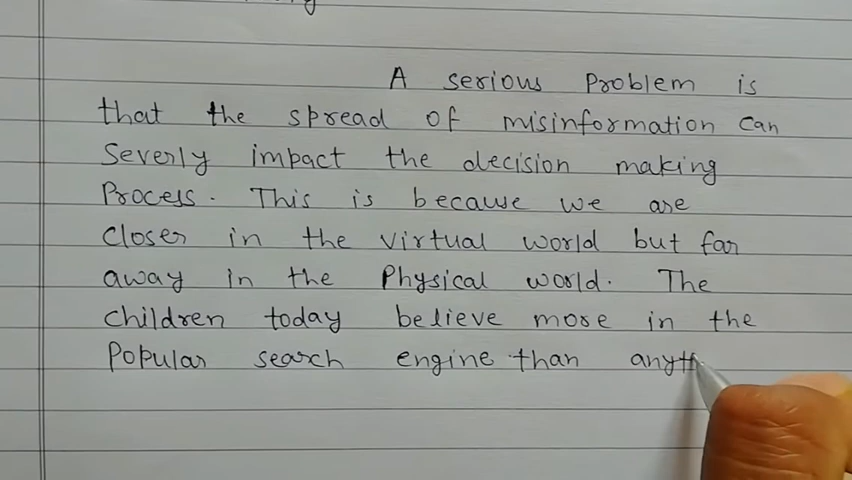 A serious Problem is
that the spread of misinformation can
Severly impact the decision making
Process. This is because we are
Closer in the virtual world but far
away in the Physical world. The
children today believe more in the
Popular search engine than anyth